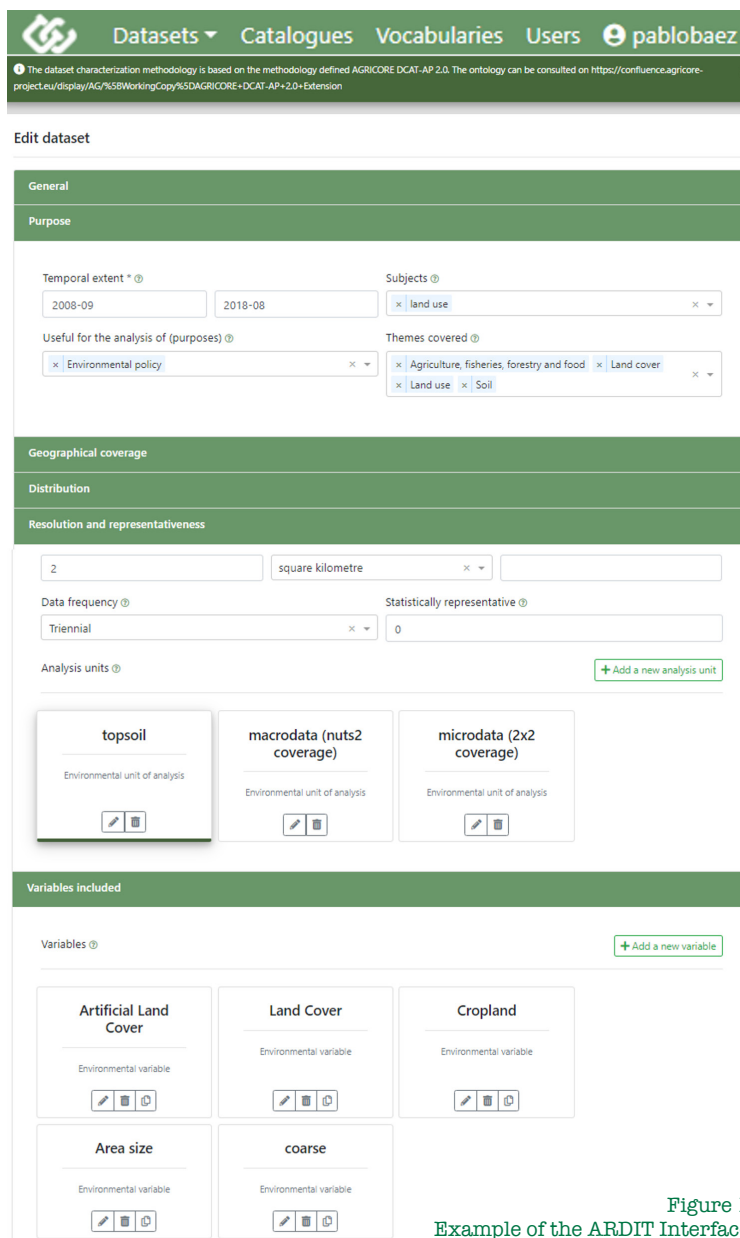 Datasets Catalogues Vocabularies Users pablobaez
The dataset characterization methodology is based on the methodology defined AGRICORE DCAT-AP 2.0. The ontology can be consulted on https://confluence.agricore-
project.eu/display/AG/%5BWorkingCopy%5DAGRICORE+DCAT-AP+2.0+Extension
Edit dataset
General
Purpose
Temporal extent * Subjects
2008-09 2018-08 × land use ×
Useful for the analysis of (purposes) Themes covered
× Environmental policy × × Agriculture, fisheries, forestry and food × Land cover ×
× Land use × Soil
Geographical coverage
Distribution
Resolution and representativeness
2 square kilometre ×
Data frequency Statistically representative
Triennial × 0
Analysis units + Add a new analysis unit
topsoil
Environmental unit of analysis
macrodata (nuts2
coverage)
Environmental unit of analysis
microdata (2x2
coverage)
Environmental unit of analysis
Variables included
Variables + Add a new variable
Artificial Land
Cover
Environmental variable
Land Cover
Environmental variable
Cropland
Environmental variable
Area size
Environmental variable
coarse
Environmental variable
Figure
Example of the ARDIT Interfac